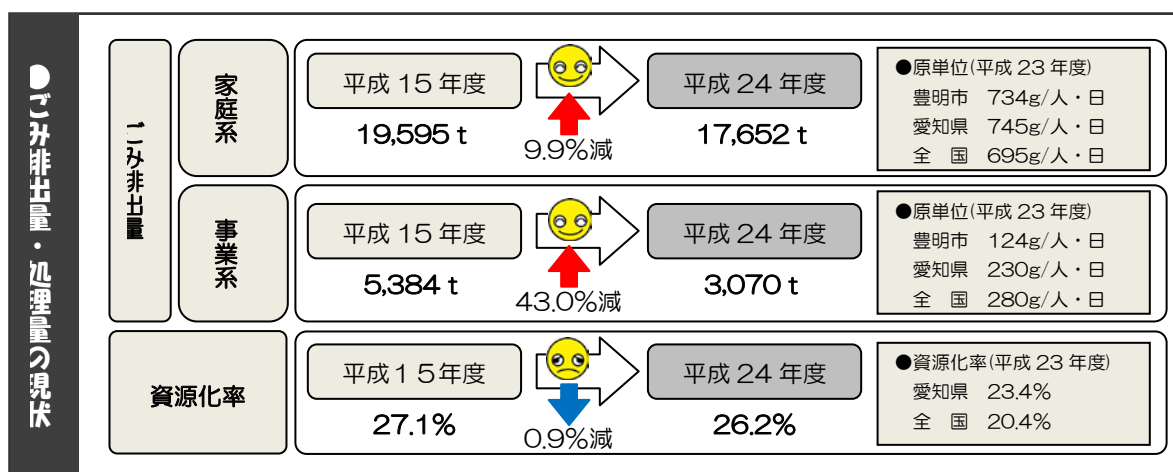 ●ごみ排出量・処理量の現状
ごみ排出量
家庭系
平成 15 年度
19,595 t
9.9%減
平成 24 年度
17,652 t
●原単位(平成 23 年度)
豊明市 734g/人・日
愛知県 745g/人・日
全 国 695g/人・日
事業系
平成 15 年度
5,384 t
43.0%減
平成 24 年度
3,070 t
●原単位(平成 23 年度)
豊明市 124g/人・日
愛知県 230g/人・日
全 国 280g/人・日
資源化率
平成15年度
27.1%
0.9%減
平成 24 年度
26.2%
●資源化率(平成 23 年度)
愛知県 23.4%
全 国 20.4%